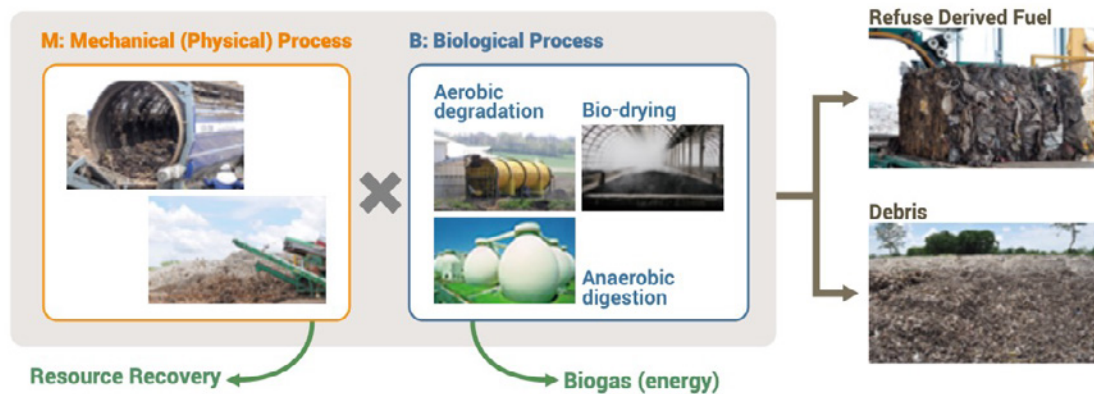 M: Mechanical (Physical) Process
B: Biological Process
Aerobic
degradation
Bio-drying
Anaerobic
digestion
Resource Recovery
Biogas (energy)
Refuse Derived Fuel
Debris